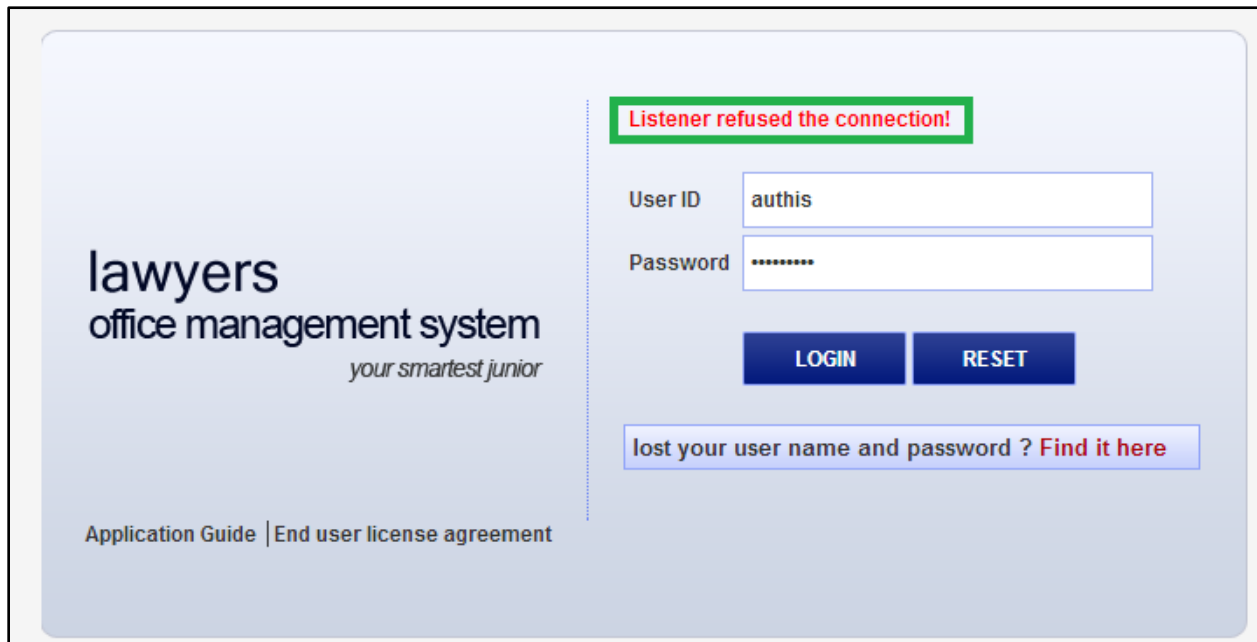 Listener refused the connection!
User ID authis
Password •••••••••
lawyers
office management system
your smartest junior
LOGIN RESET
lost your user name and password ? Find it here
Application Guide | End user license agreement